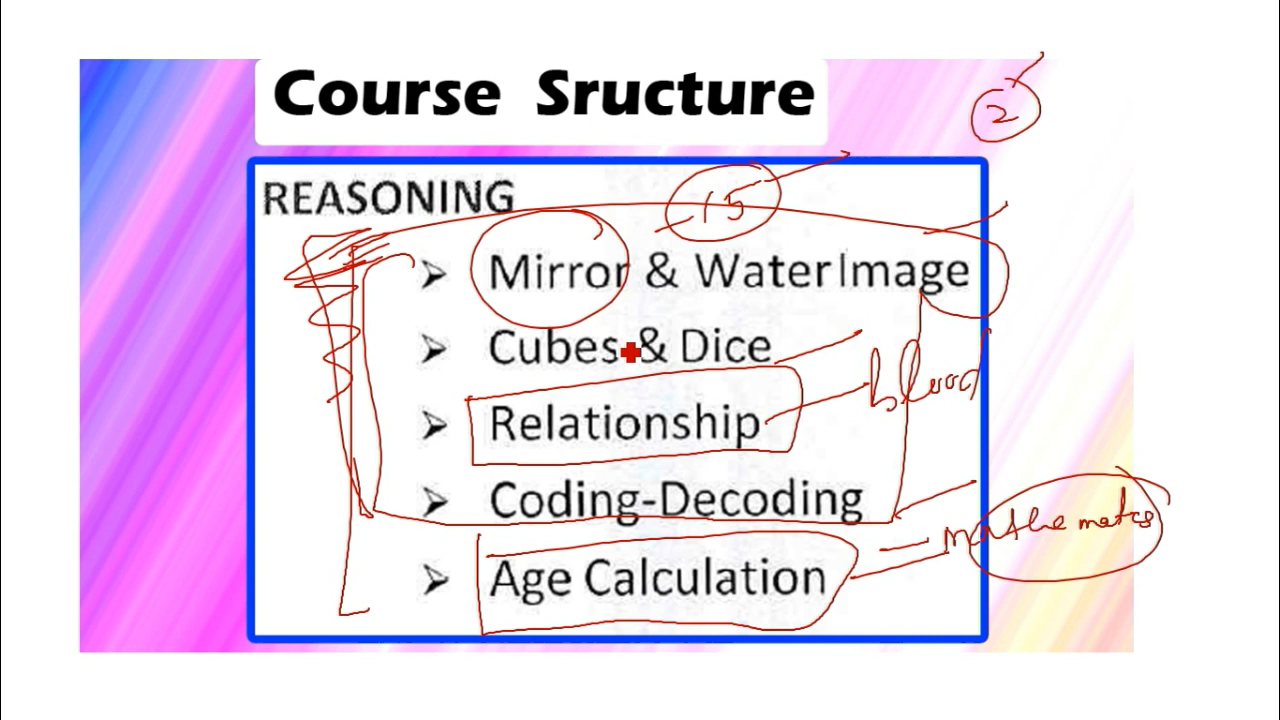 Course Sructure
2
REASONING
15
➤ Mirror & Water Image
➤ Cubes & Dice
➤ Relationship blood
➤ Coding-Decoding
➤ Age Calculation mathematics